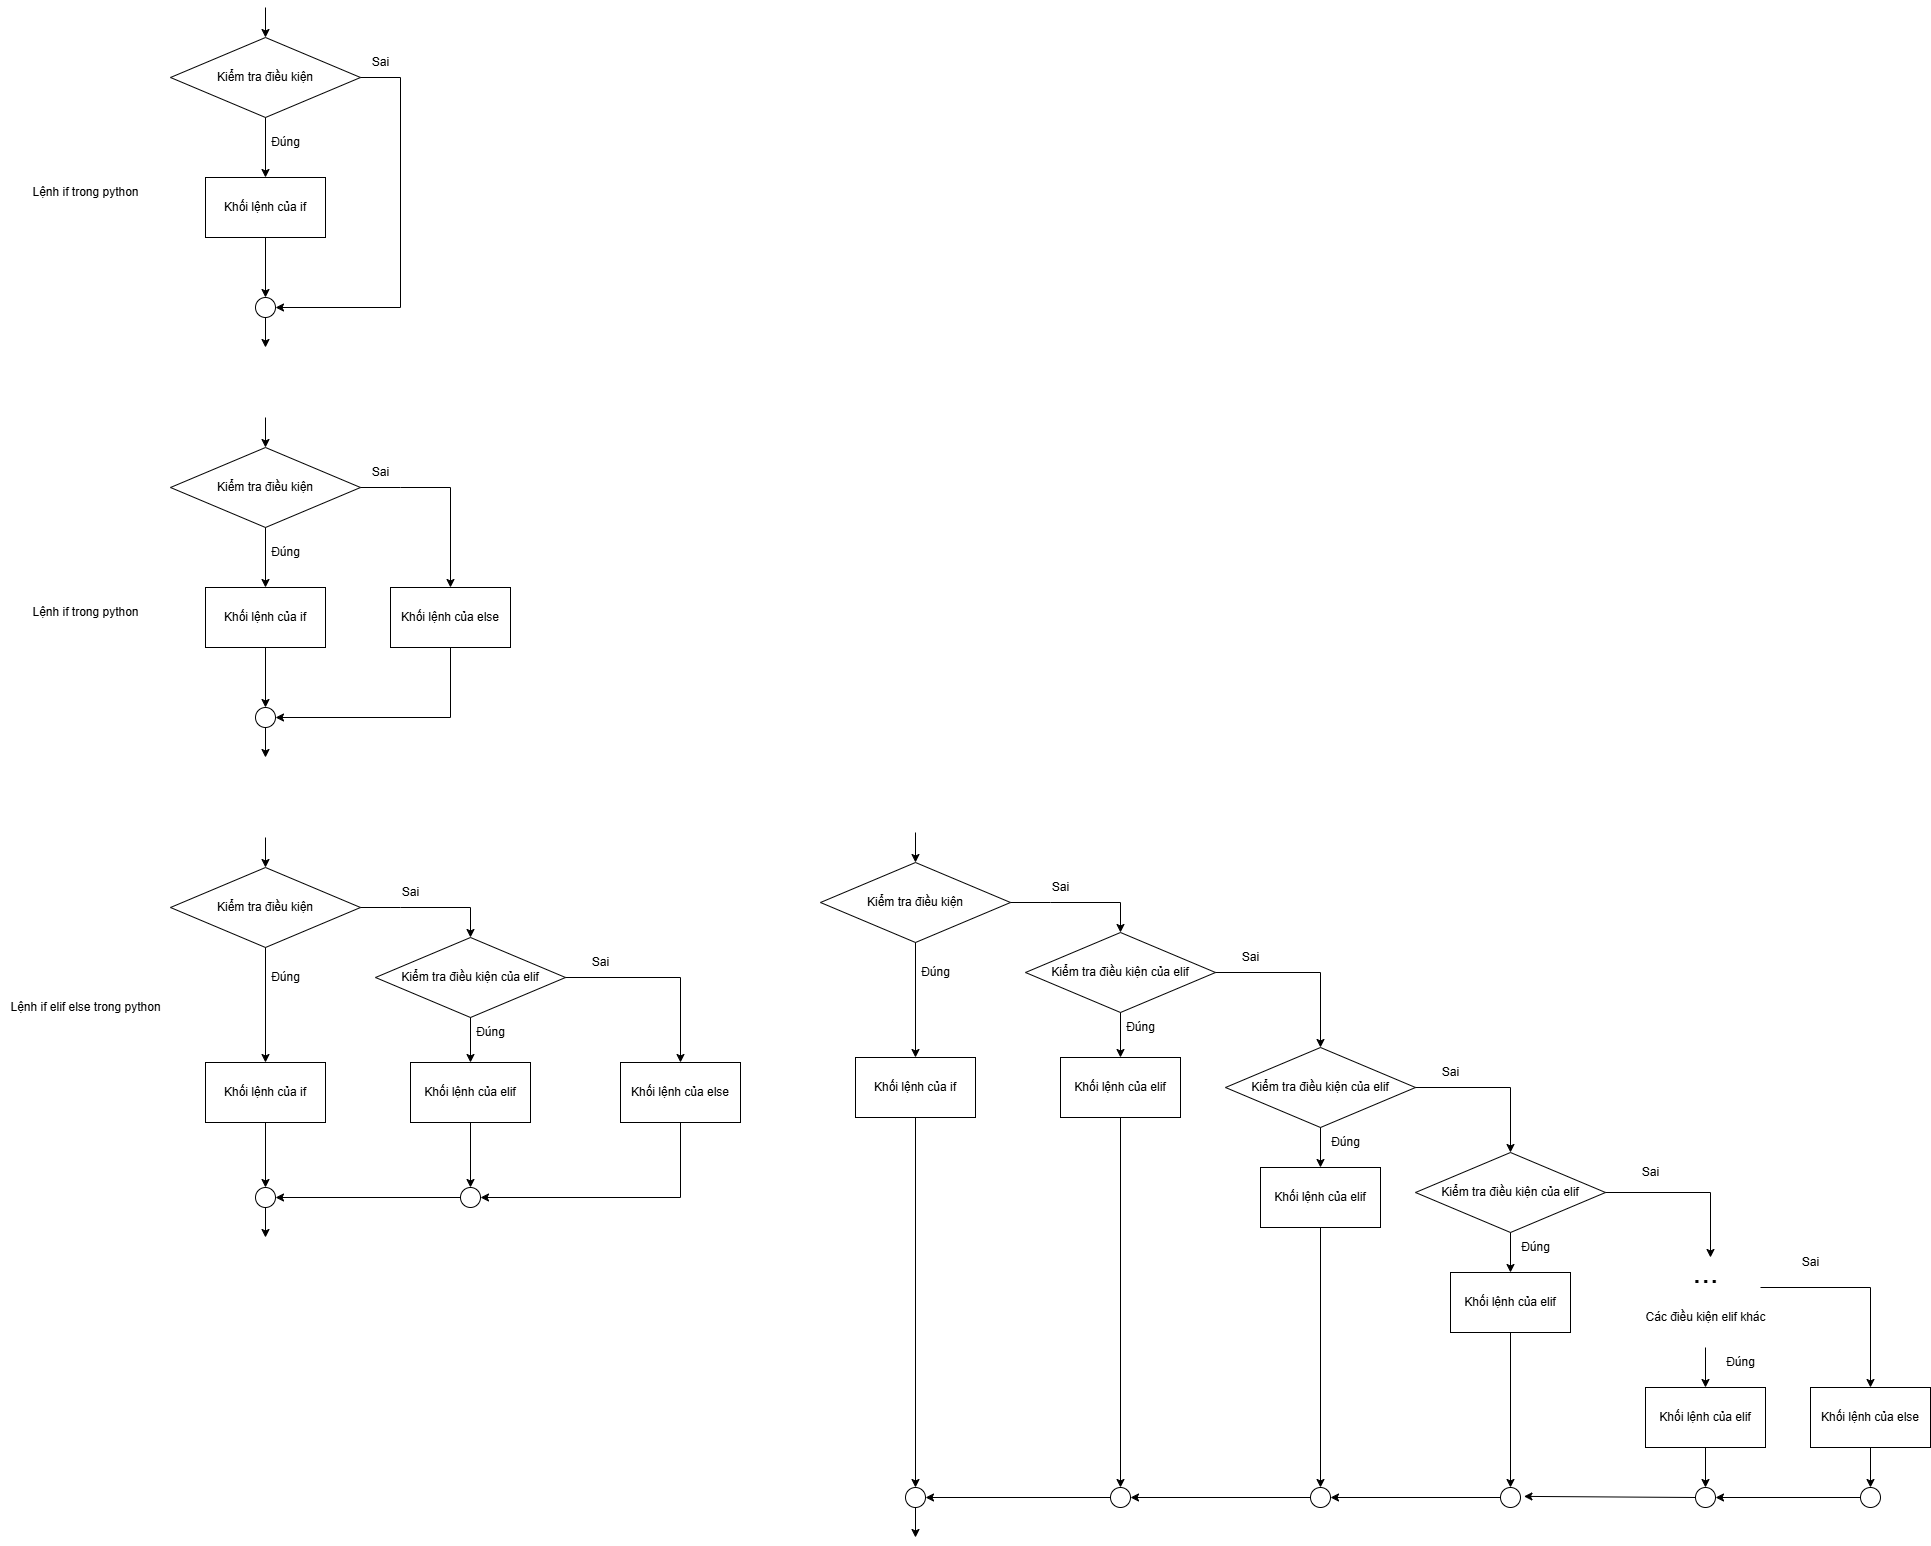 Sai
Kiểm tra điều kiện
Đúng
Lệnh if trong python
Khối lệnh của if
Sai
Kiểm tra điều kiện
Đúng
Lệnh if trong python
Khối lệnh của if
Khối lệnh của else
Sai
Kiểm tra điều kiện
Sai
Đúng
Kiểm tra điều kiện của elif
Lệnh if elif else trong python
Đúng
Khối lệnh của if
Khối lệnh của elif
Khối lệnh của else
Sai
Kiểm tra điều kiện
Sai
Đúng
Kiểm tra điều kiện của elif
Đúng
Sai
Khối lệnh của if
Khối lệnh của elif
Kiểm tra điều kiện của elif
Đúng
Sai
Khối lệnh của elif
Kiểm tra điều kiện của elif
Đúng
Sai
...
Khối lệnh của elif
Các điều kiện elif khác
Đúng
Khối lệnh của elif
Khối lệnh của else